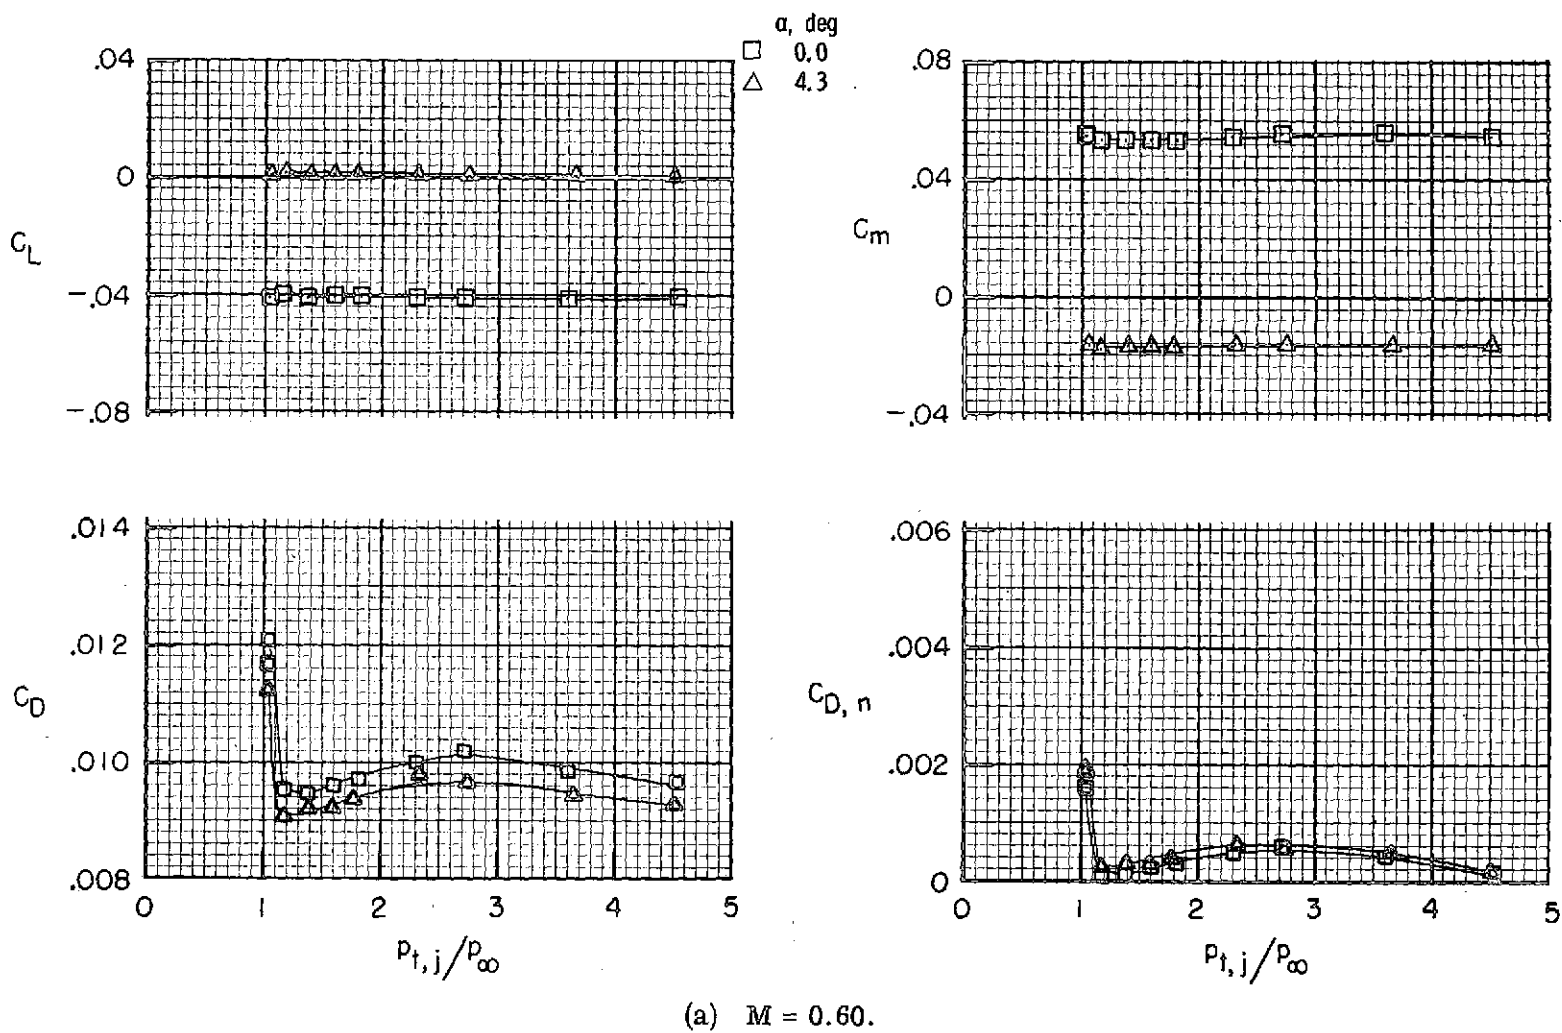 α, deg
0.0
4.3
.04
0
-.04
-.08
C_L
.08
.04
0
-.04
C_m
.014
.012
.010
.008
C_D
0 1 2 3 4 5
p_t,j/p_∞
.006
.004
.002
0
C_D,n
0 1 2 3 4 5
p_t,j/p_∞
(a) M = 0.60.